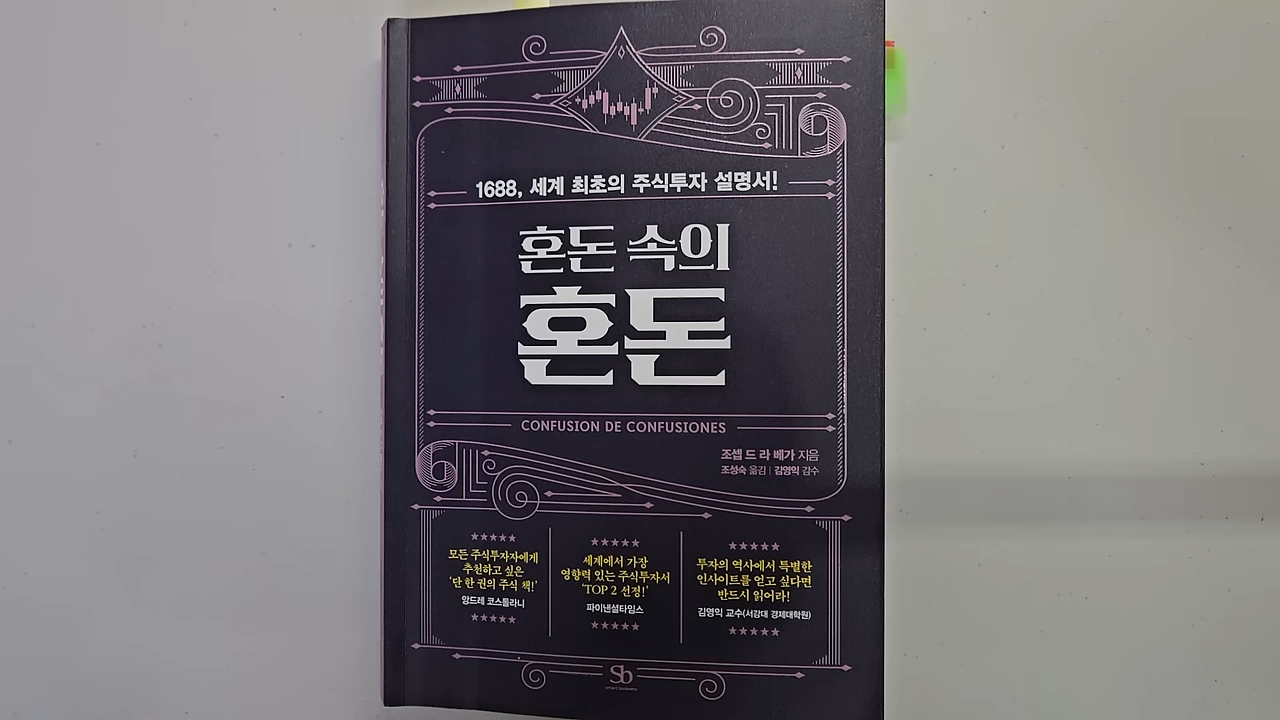 1688, 세계 최초의 주식투자 설명서!
혼돈 속의
혼돈
CONFUSION DE CONFUSIONES
조셉 드 라 베가 지음
조성숙 옮김 | 김영익 감수
모든 주식투자자에게
추천하고 싶은
'단 한 권의 주식 책!'
앙드레 코스톨라니
세계에서 가장
영향력 있는 주식투자서
'TOP 2 선정!'
파이낸셜타임스
투자의 역사에서 특별한
인사이트를 얻고 싶다면
반드시 읽어라!
김영익 교수(서강대 경제대학원)
Sb
smart business